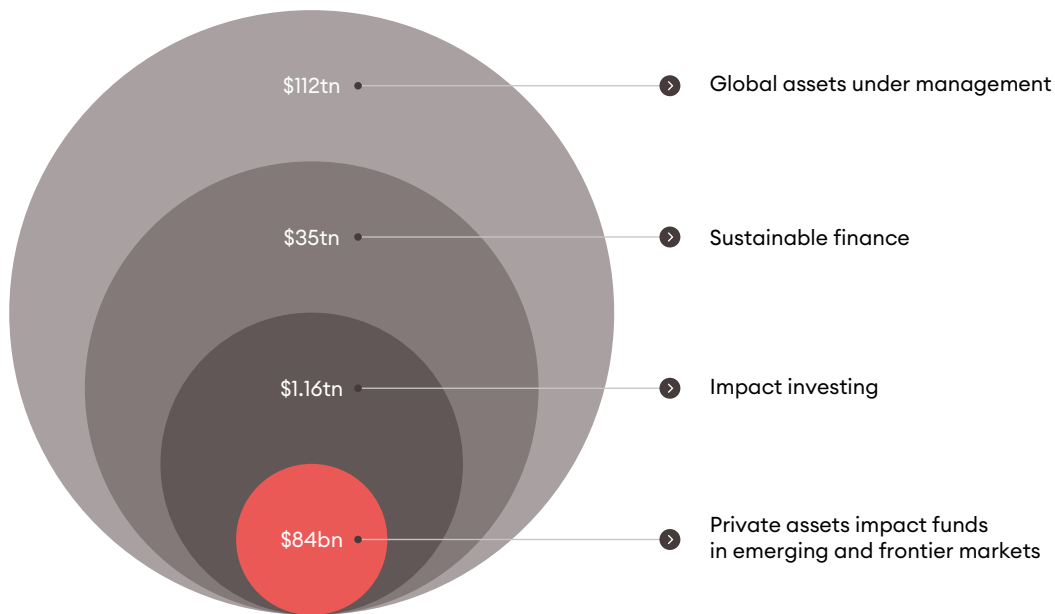 $112tn
Global assets under management
$35tn
Sustainable finance
$1.16tn
Impact investing
$84bn
Private assets impact funds
in emerging and frontier markets